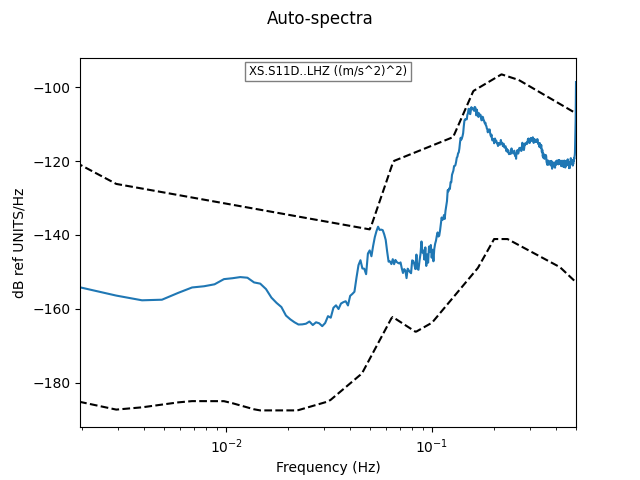 Auto-spectra
XS.S11D..LHZ ((m/s^2)^2)
dB ref UNITS/Hz
−100
−120
−140
−160
−180
10^−2
10^−1
Frequency (Hz)